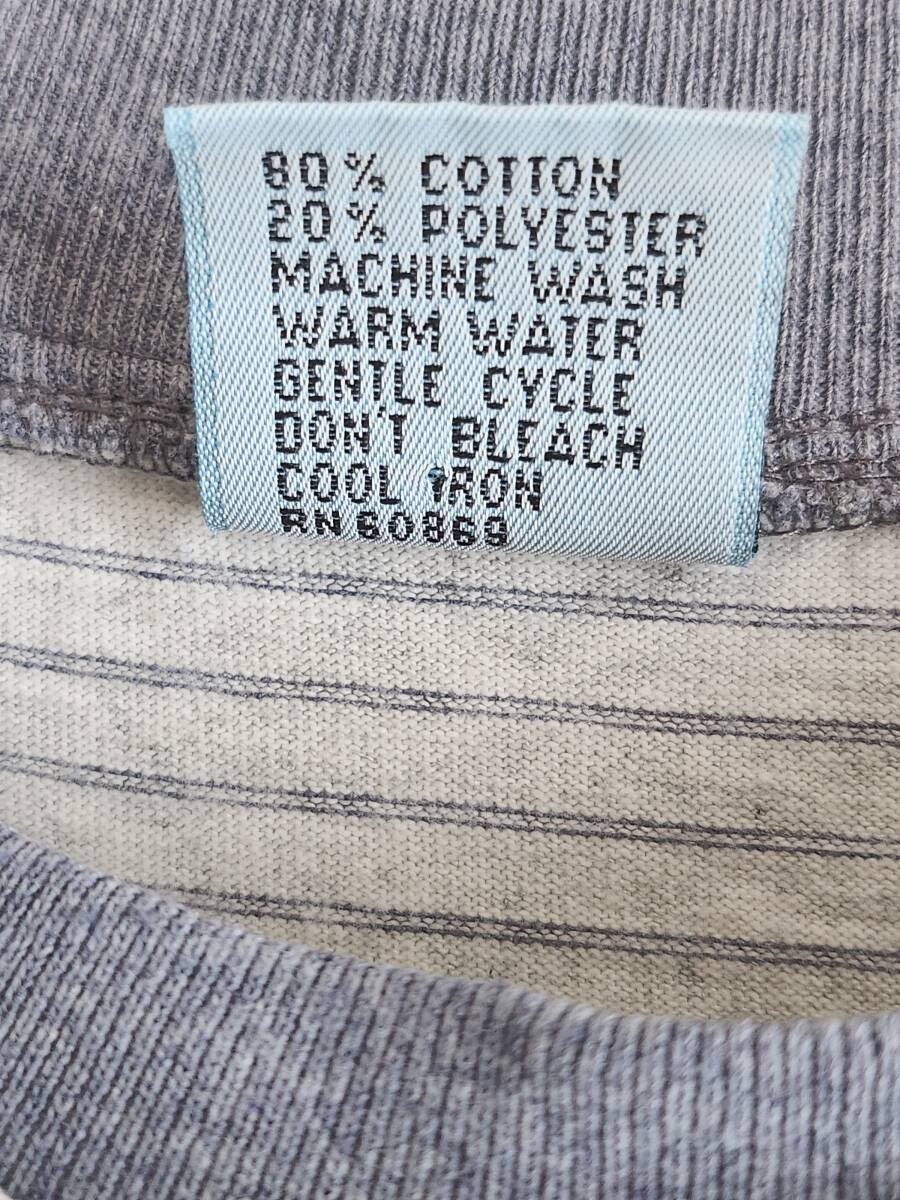 80% COTTON
20% POLYESTER
MACHINE WASH
WARM WATER
GENTLE CYCLE
DON'T BLEACH
COOL IRON
RN 60869